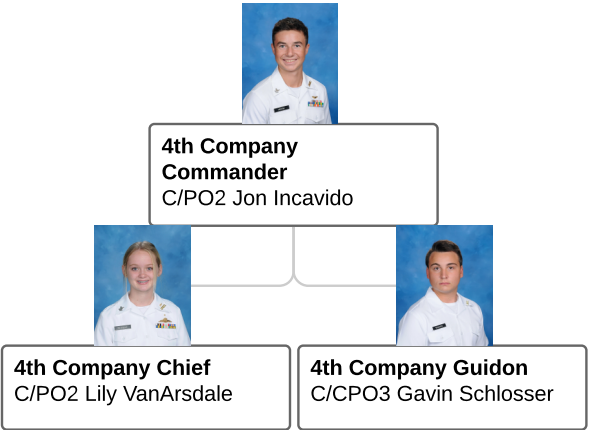 4th Company
Commander
C/PO2 Jon Incavido
4th Company Chief
C/PO2 Lily VanArsdale
4th Company Guidon
C/CPO3 Gavin Schlosser